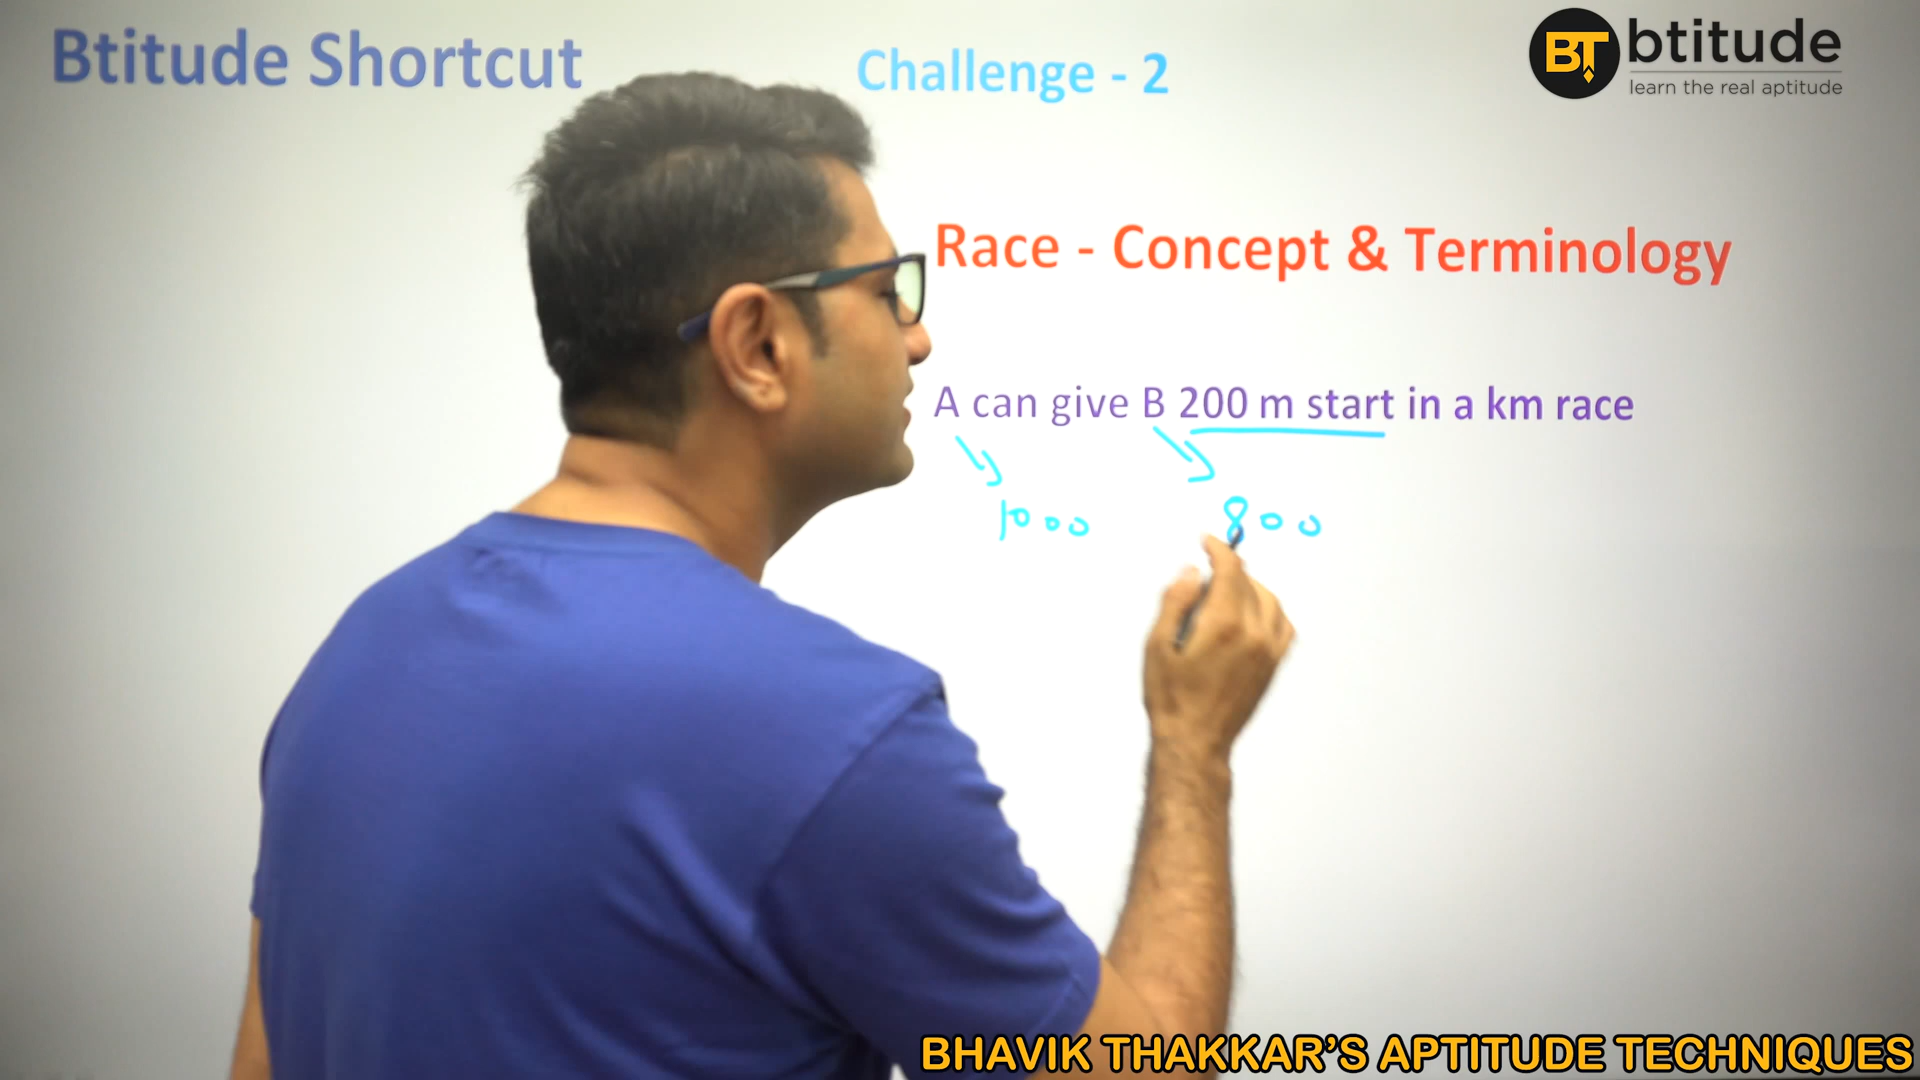 Btitude Shortcut
Challenge - 2
BT btitude
learn the real aptitude
Race - Concept & Terminology
A can give B 200 m start in a km race
1000 800
BHAVIK THAKKAR'S APTITUDE TECHNIQUES